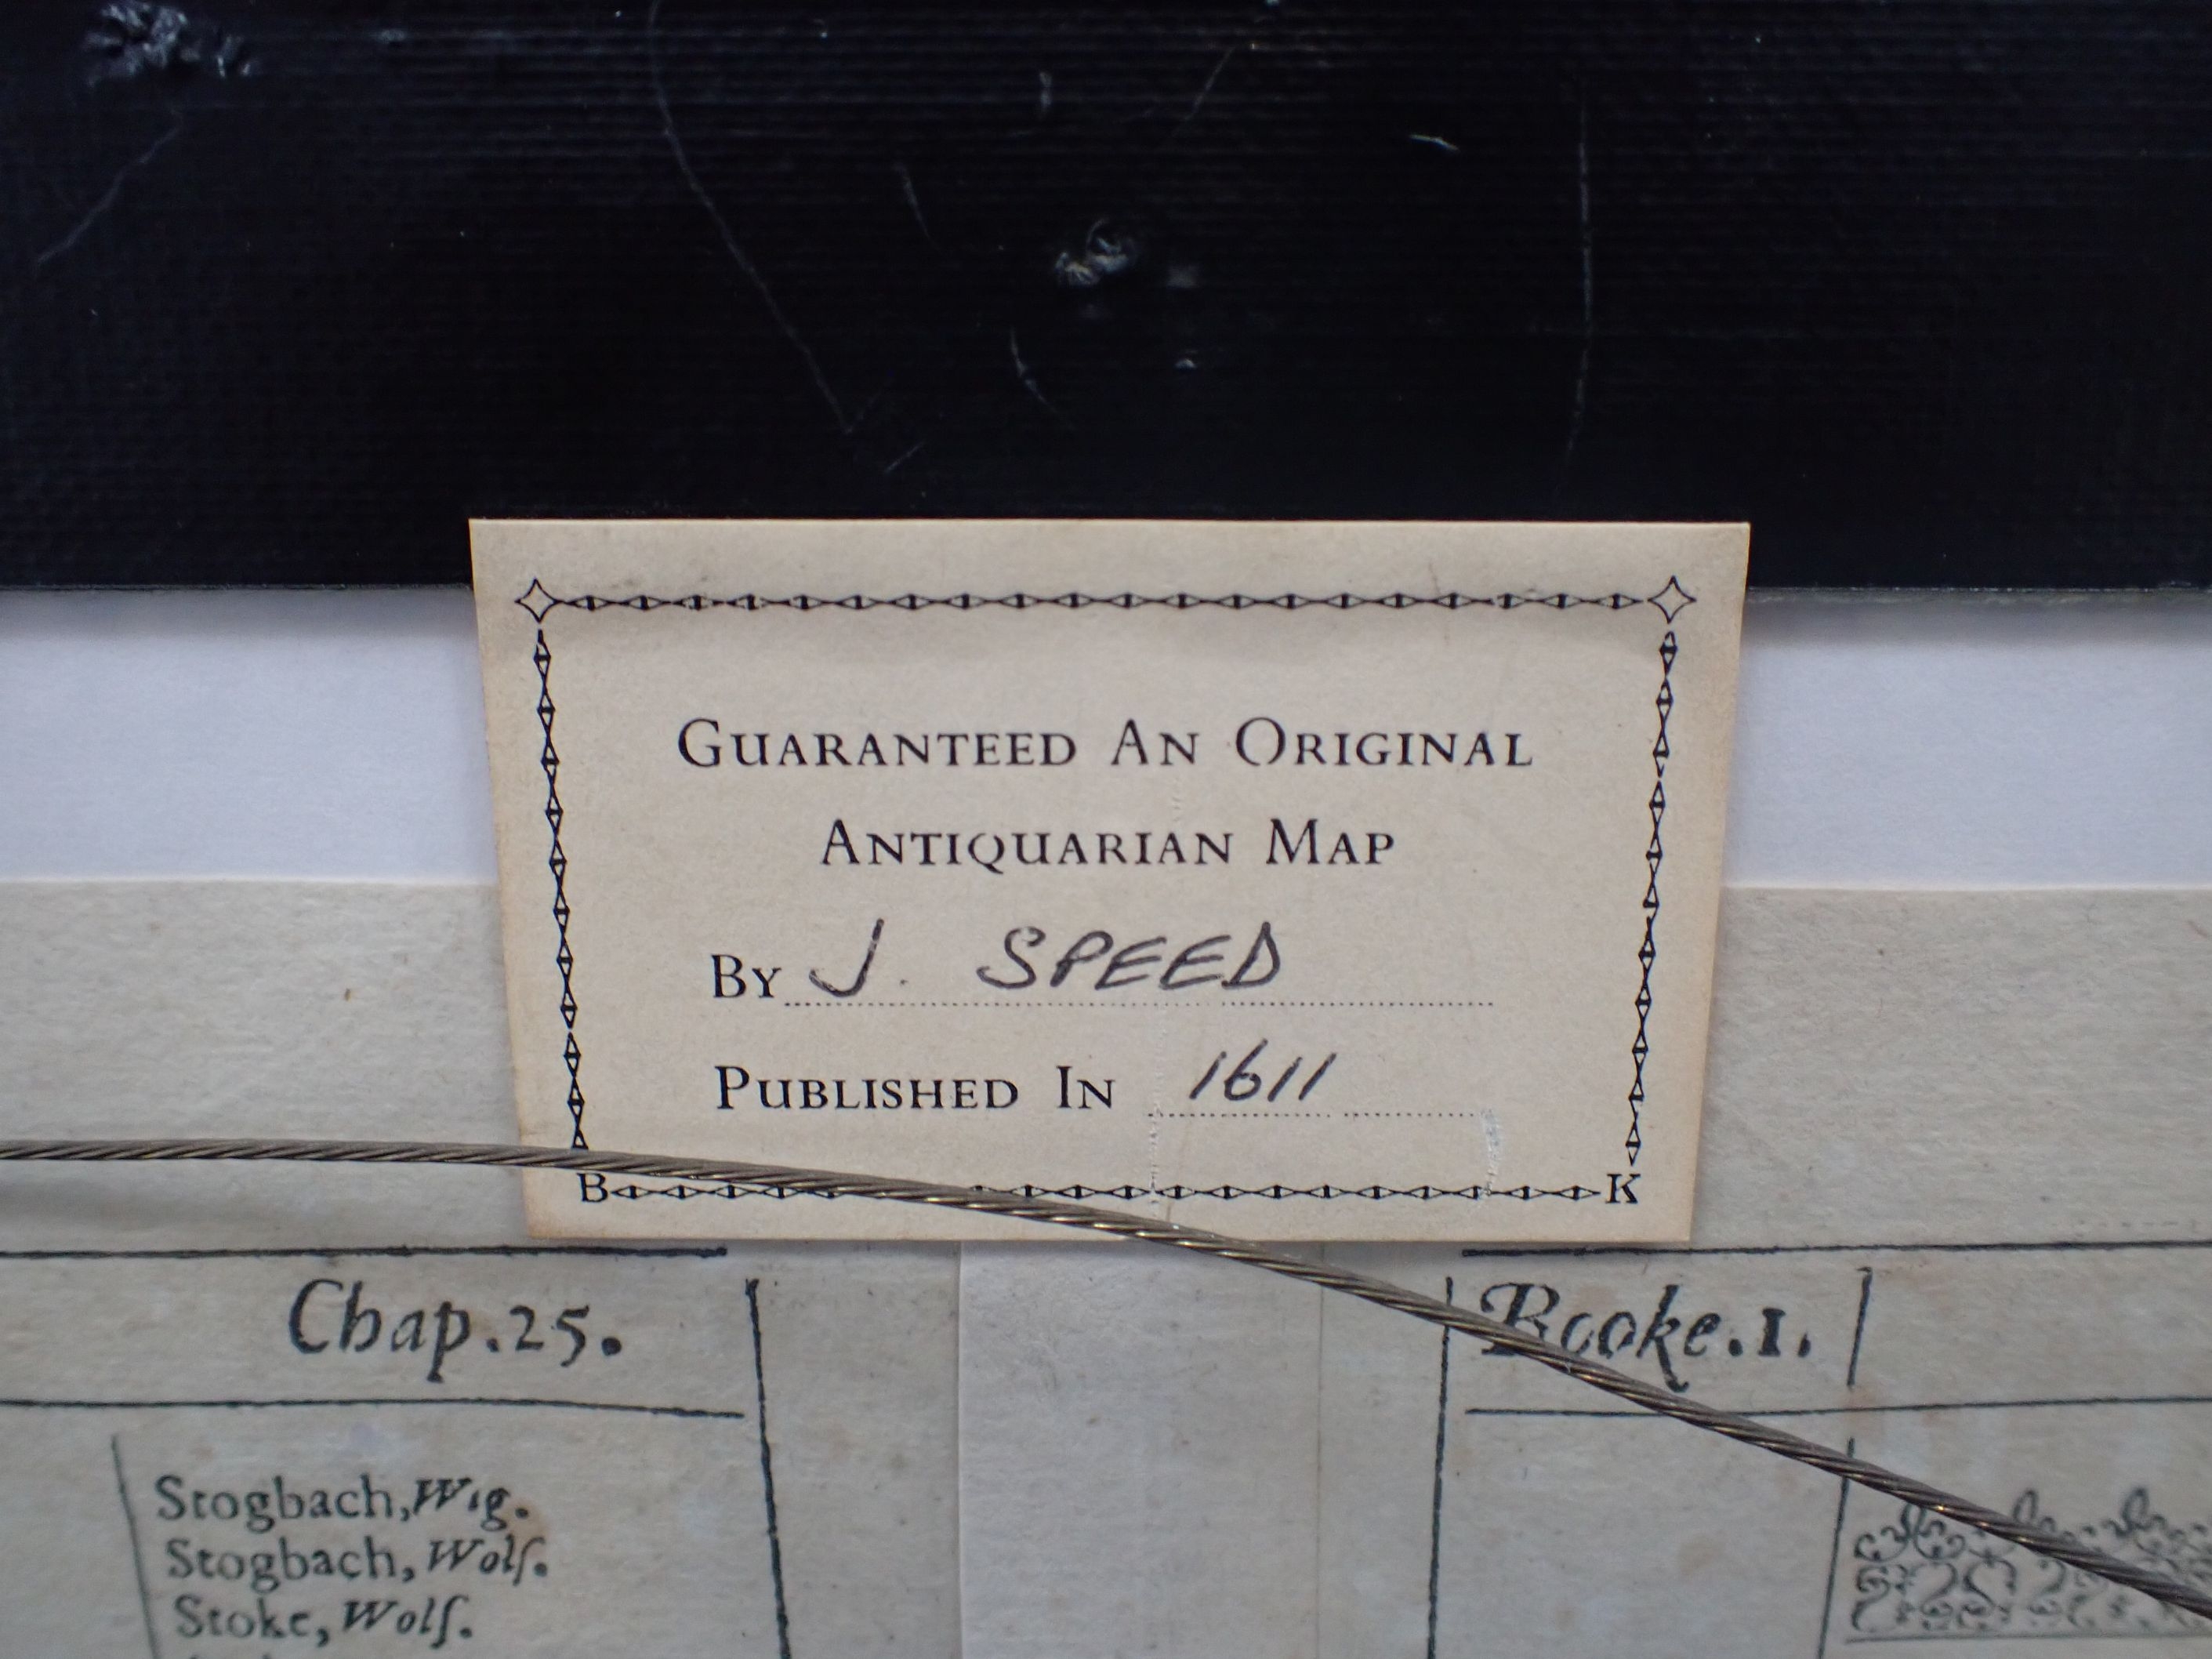 GUARANTEED AN ORIGINAL
ANTIQUARIAN MAP
BY J. SPEED
PUBLISHED IN 1611
B K
Chap.25.
Booke.1.
Stogbach, Wig.
Stogbach, Wolſ.
Stoke, Wolſ.